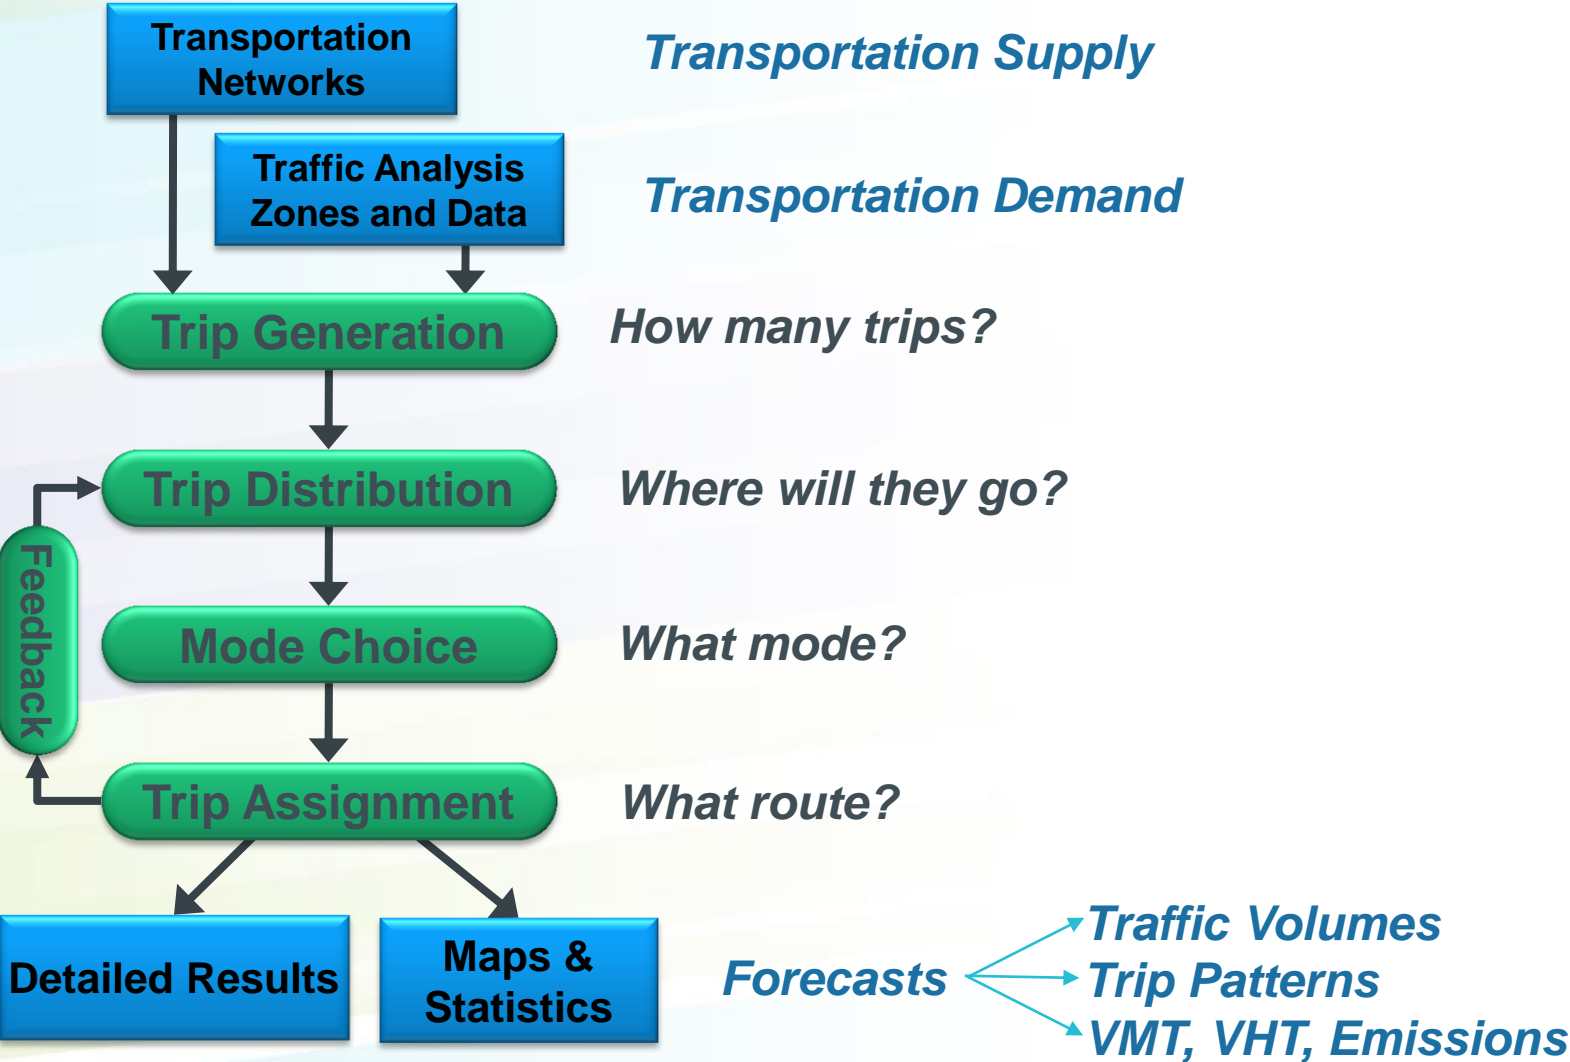 Transportation
Networks
Transportation Supply
Traffic Analysis
Zones and Data
Transportation Demand
Trip Generation
How many trips?
Trip Distribution
Where will they go?
Feedback
Mode Choice
What mode?
Trip Assignment
What route?
Detailed Results
Maps &
Statistics
Forecasts
Traffic Volumes
Trip Patterns
VMT, VHT, Emissions